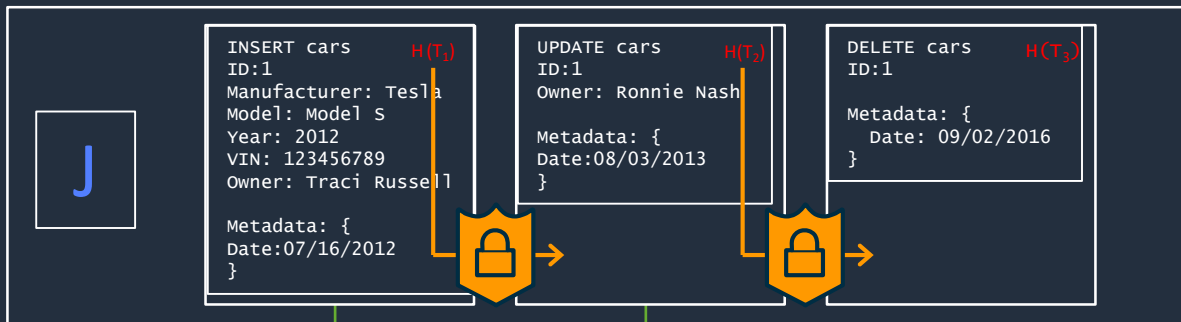 J
INSERT cars H(T₁)
ID:1
Manufacturer: Tesla
Model: Model S
Year: 2012
VIN: 123456789
Owner: Traci Russell
Metadata: {
Date:07/16/2012
}
UPDATE cars H(T₂)
ID:1
Owner: Ronnie Nash
Metadata: {
Date:08/03/2013
}
DELETE cars H(T₃)
ID:1
Metadata: {
Date: 09/02/2016
}